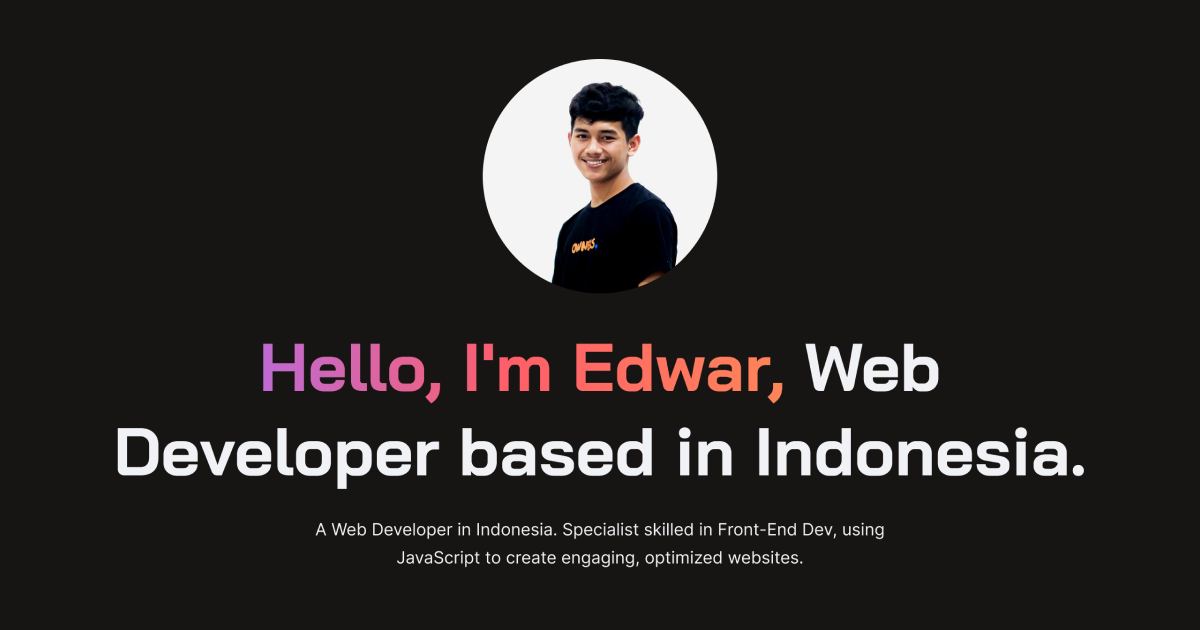 OWNERS.
Hello, I'm Edwar, Web
Developer based in Indonesia.
A Web Developer in Indonesia. Specialist skilled in Front-End Dev, using
JavaScript to create engaging, optimized websites.